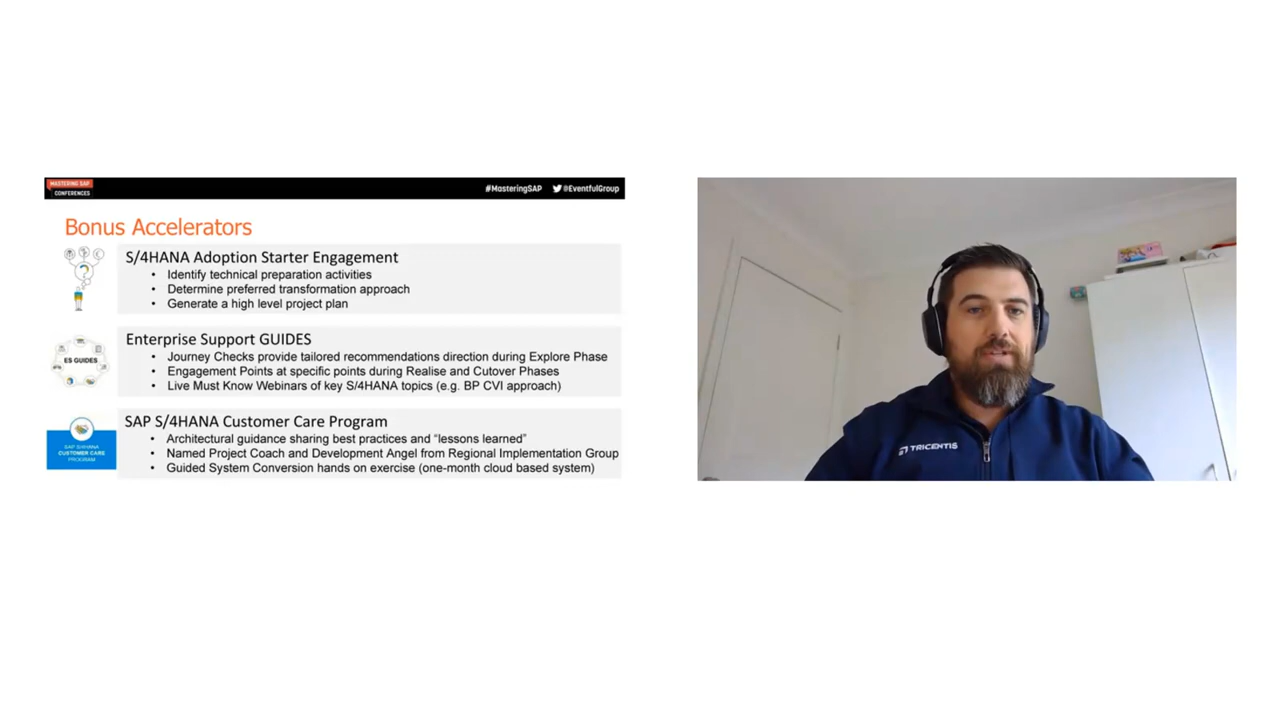 MASTERING SAP
CONFERENCES
#MasteringSAP
@EventfulGroup
Bonus Accelerators
S/4HANA Adoption Starter Engagement
• Identify technical preparation activities
• Determine preferred transformation approach
• Generate a high level project plan
ES GUIDES
Enterprise Support GUIDES
• Journey Checks provide tailored recommendations direction during Explore Phase
• Engagement Points at specific points during Realise and Cutover Phases
• Live Must Know Webinars of key S/4HANA topics (e.g. BP CVI approach)
SAP S/4HANA
CUSTOMER CARE
PROGRAM
SAP S/4HANA Customer Care Program
• Architectural guidance sharing best practices and “lessons learned”
• Named Project Coach and Development Angel from Regional Implementation Group
• Guided System Conversion hands on exercise (one-month cloud based system)
TRICENTIS